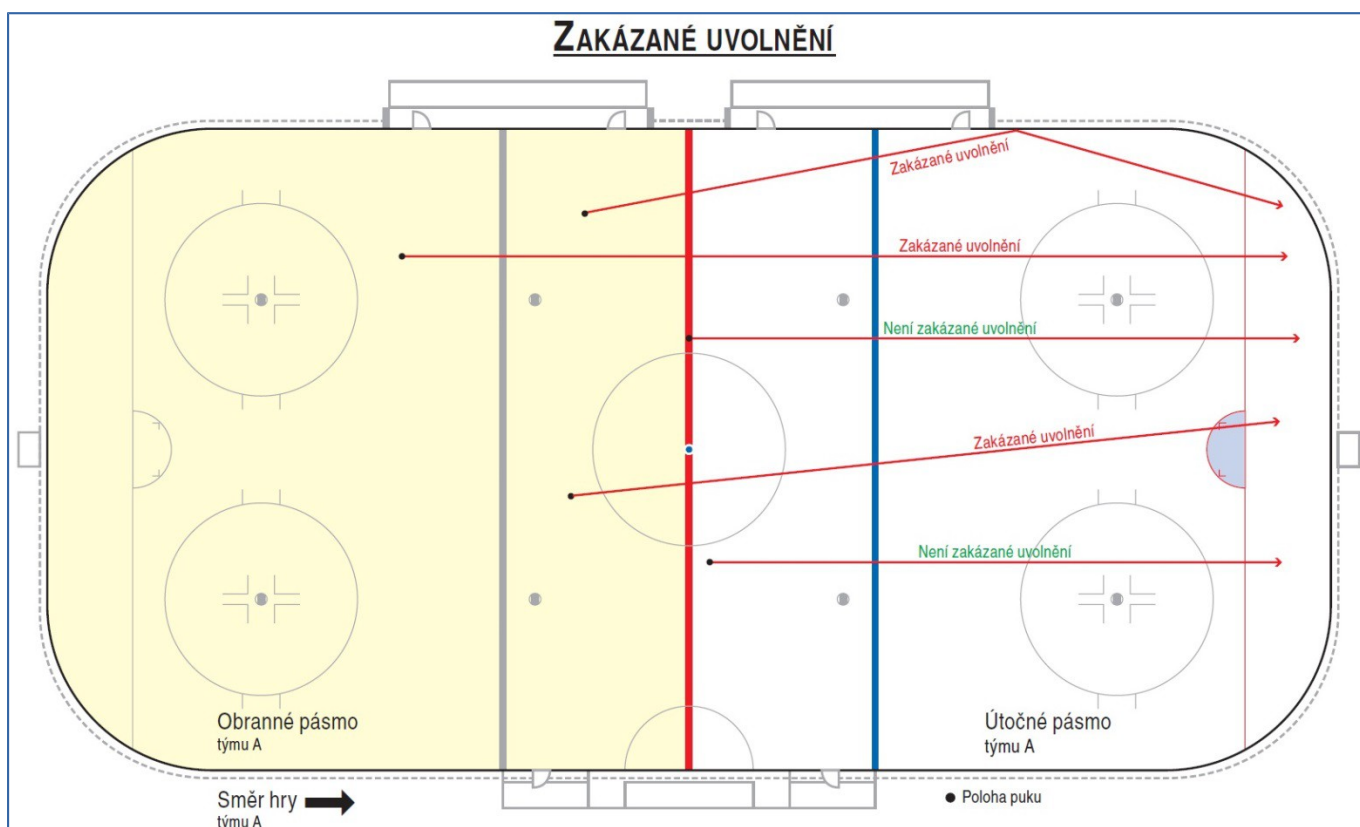 ZAKÁZANÉ UVOLNĚNÍ
Zakázané uvolnění
Zakázané uvolnění
Není zakázané uvolnění
Zakázané uvolnění
Není zakázané uvolnění
Obranné pásmo
týmu A
Útočné pásmo
týmu A
Směr hry
týmu A
Poloha puku